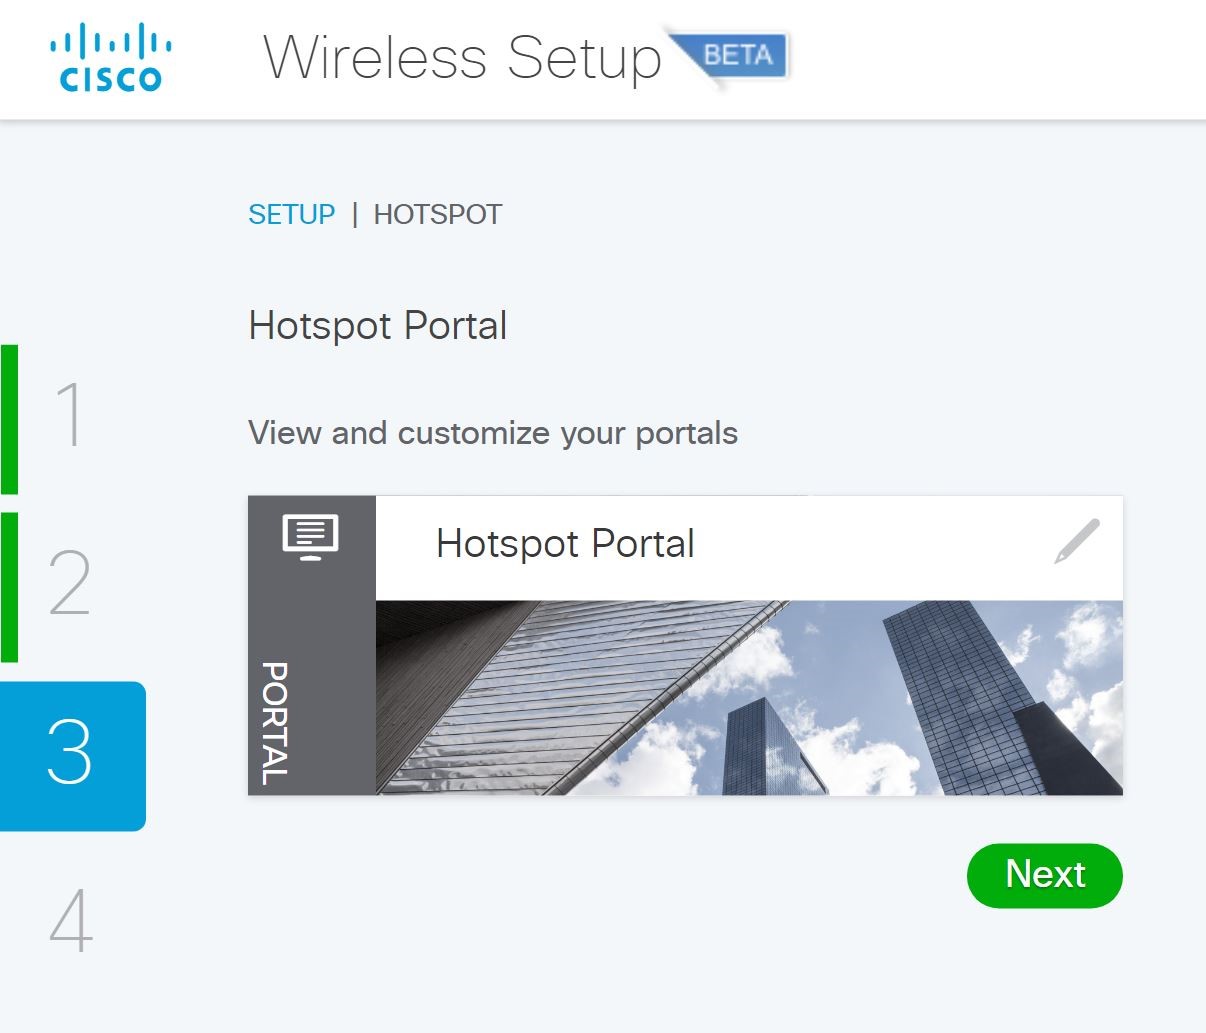 CISCO
Wireless Setup BETA
SETUP | HOTSPOT
Hotspot Portal
View and customize your portals
1
2
3
4
Hotspot Portal
PORTAL
Next